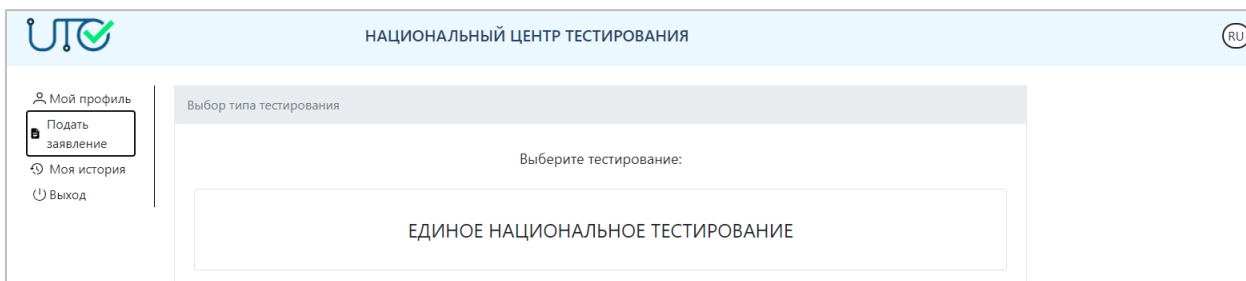 НАЦИОНАЛЬНЫЙ ЦЕНТР ТЕСТИРОВАНИЯ
RU
Мой профиль
Подать
заявление
Моя история
Выход
Выбор типа тестирования
Выберите тестирование:
ЕДИНОЕ НАЦИОНАЛЬНОЕ ТЕСТИРОВАНИЕ